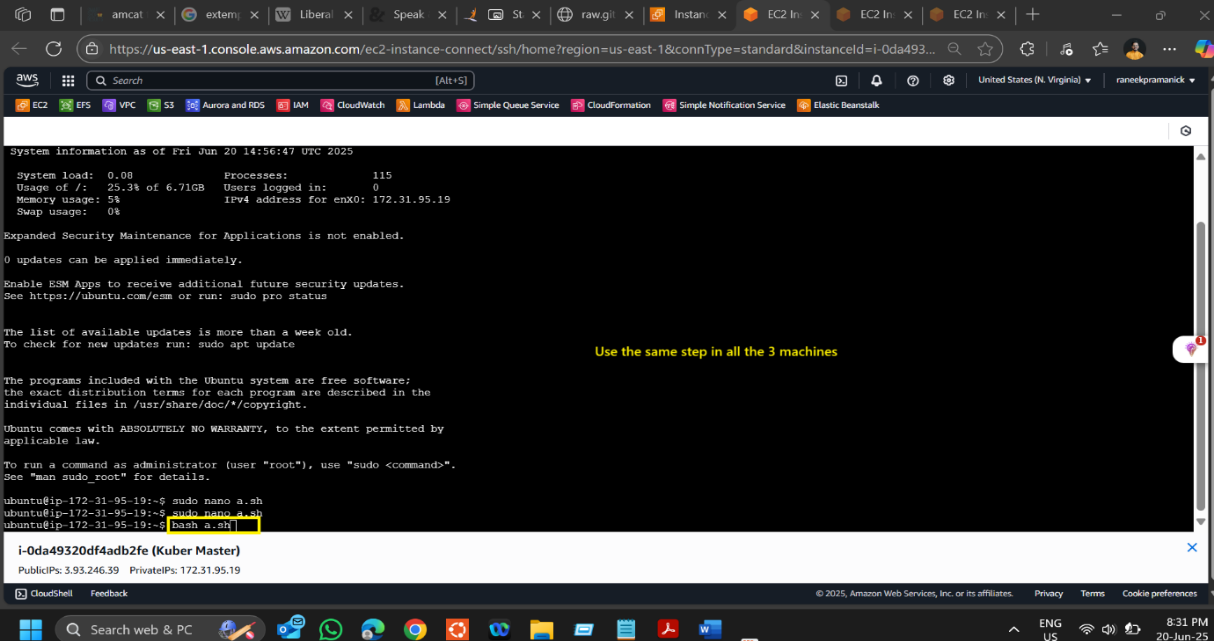 amcat
extemp
Liberal
Speak
St
raw.git
Instanc
EC2 In
EC2 In
EC2 In
https://us-east-1.console.aws.amazon.com/ec2-instance-connect/ssh/home?region=us-east-1&connType=standard&instanceId=i-0da493...
aws
Search
[Alt+S]
United States (N. Virginia)
raneekpramanick
EC2 EFS VPC S3 Aurora and RDS IAM CloudWatch Lambda Simple Queue Service CloudFormation Simple Notification Service Elastic Beanstalk
System information as of Fri Jun 20 14:56:47 UTC 2025
System load: 0.08 Processes: 115
Usage of /: 25.3% of 6.71GB Users logged in: 0
Memory usage: 5% IPv4 address for enX0: 172.31.95.19
Swap usage: 0%
Expanded Security Maintenance for Applications is not enabled.
0 updates can be applied immediately.
Enable ESM Apps to receive additional future security updates.
See https://ubuntu.com/esm or run: sudo pro status
The list of available updates is more than a week old.
To check for new updates run: sudo apt update
Use the same step in all the 3 machines
1
The programs included with the Ubuntu system are free software;
the exact distribution terms for each program are described in the
individual files in /usr/share/doc/*/copyright.
Ubuntu comes with ABSOLUTELY NO WARRANTY, to the extent permitted by
applicable law.
To run a command as administrator (user "root"), use "sudo <command>".
See "man sudo_root" for details.
ubuntu@ip-172-31-95-19:~$ sudo nano a.sh
ubuntu@ip-172-31-95-19:~$ sudo nano a.sh
ubuntu@ip-172-31-95-19:~$ bash a.sh
i-0da49320df4adb2fe (Kuber Master)
PublicIPs: 3.93.246.39 PrivateIPs: 172.31.95.19
CloudShell Feedback © 2025, Amazon Web Services, Inc. or its affiliates. Privacy Terms Cookie preferences
Search web & PC
ENG
US
8:31 PM
20-Jun-25